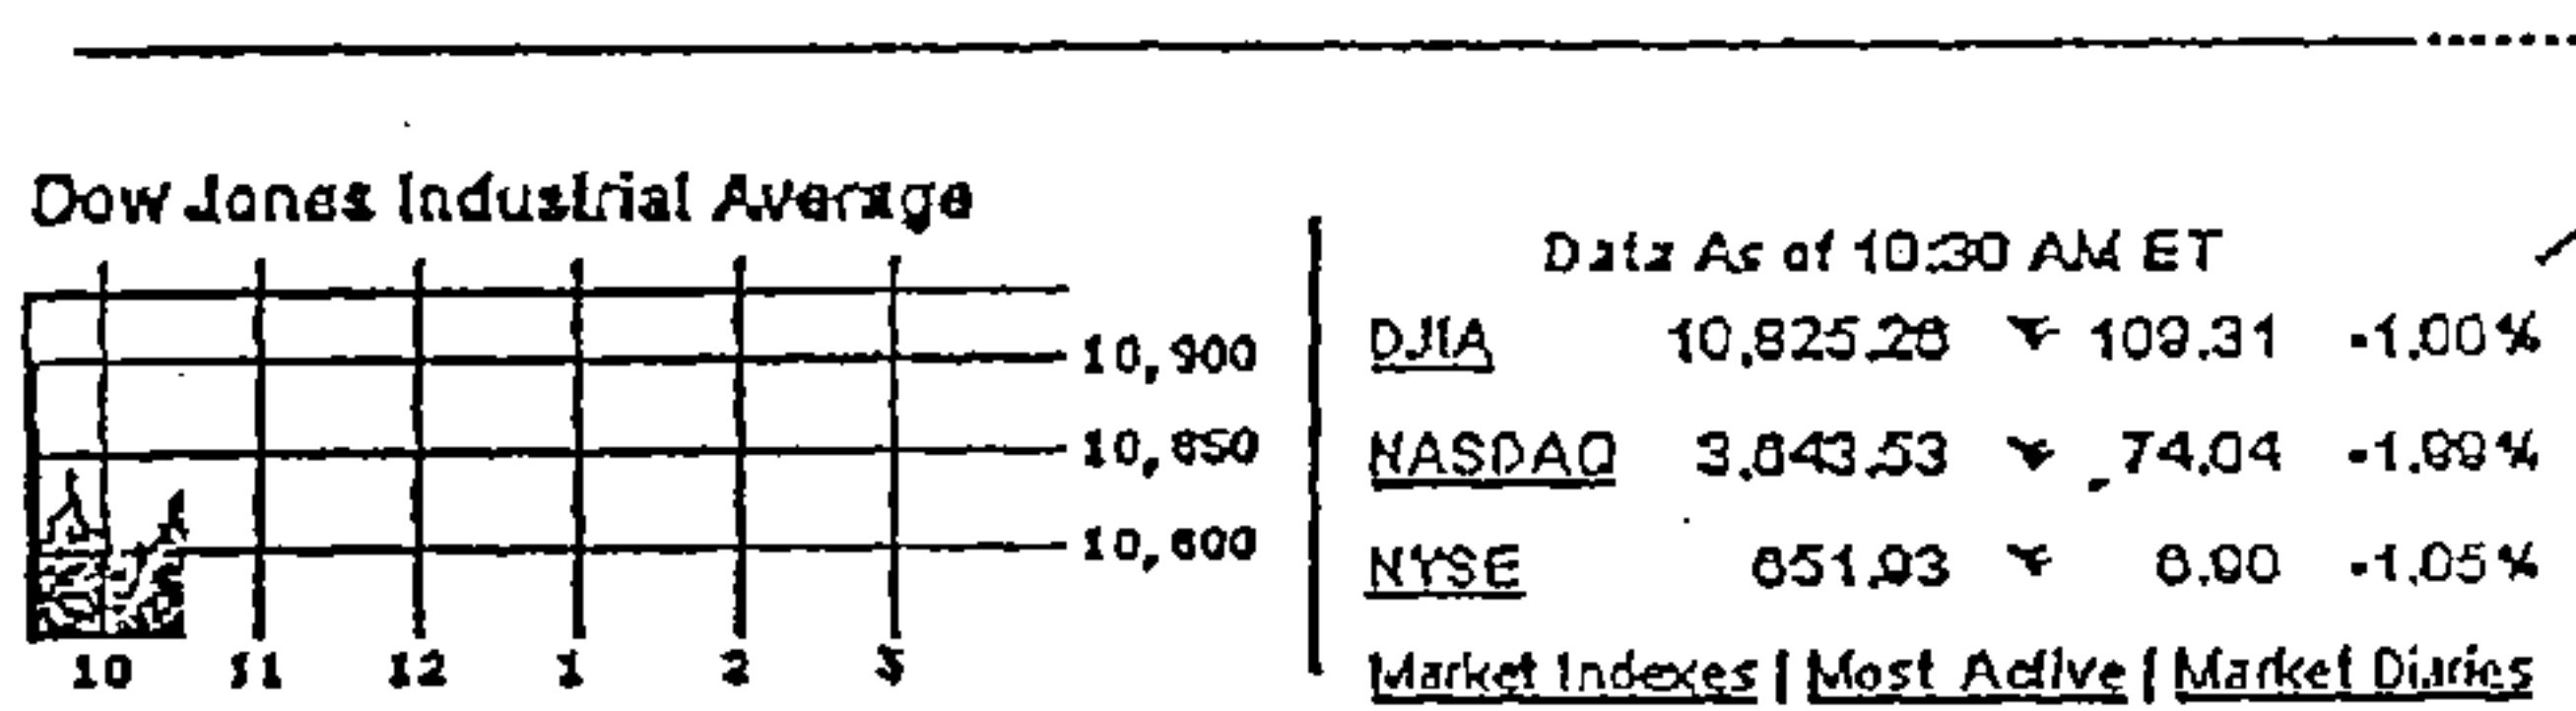 Dow Jones Industrial Average
10,900
10,850
10,800
10 11 12 1 2 3
Data As of 10:30 AM ET
DJIA 10,825.28 ▼ 109.31 -1.00%
NASDAQ 3,643.53 ▼ 74.04 -1.99%
NYSE 651.93 ▼ 6.90 -1.05%
Market Indexes | Most Active | Market Diaries